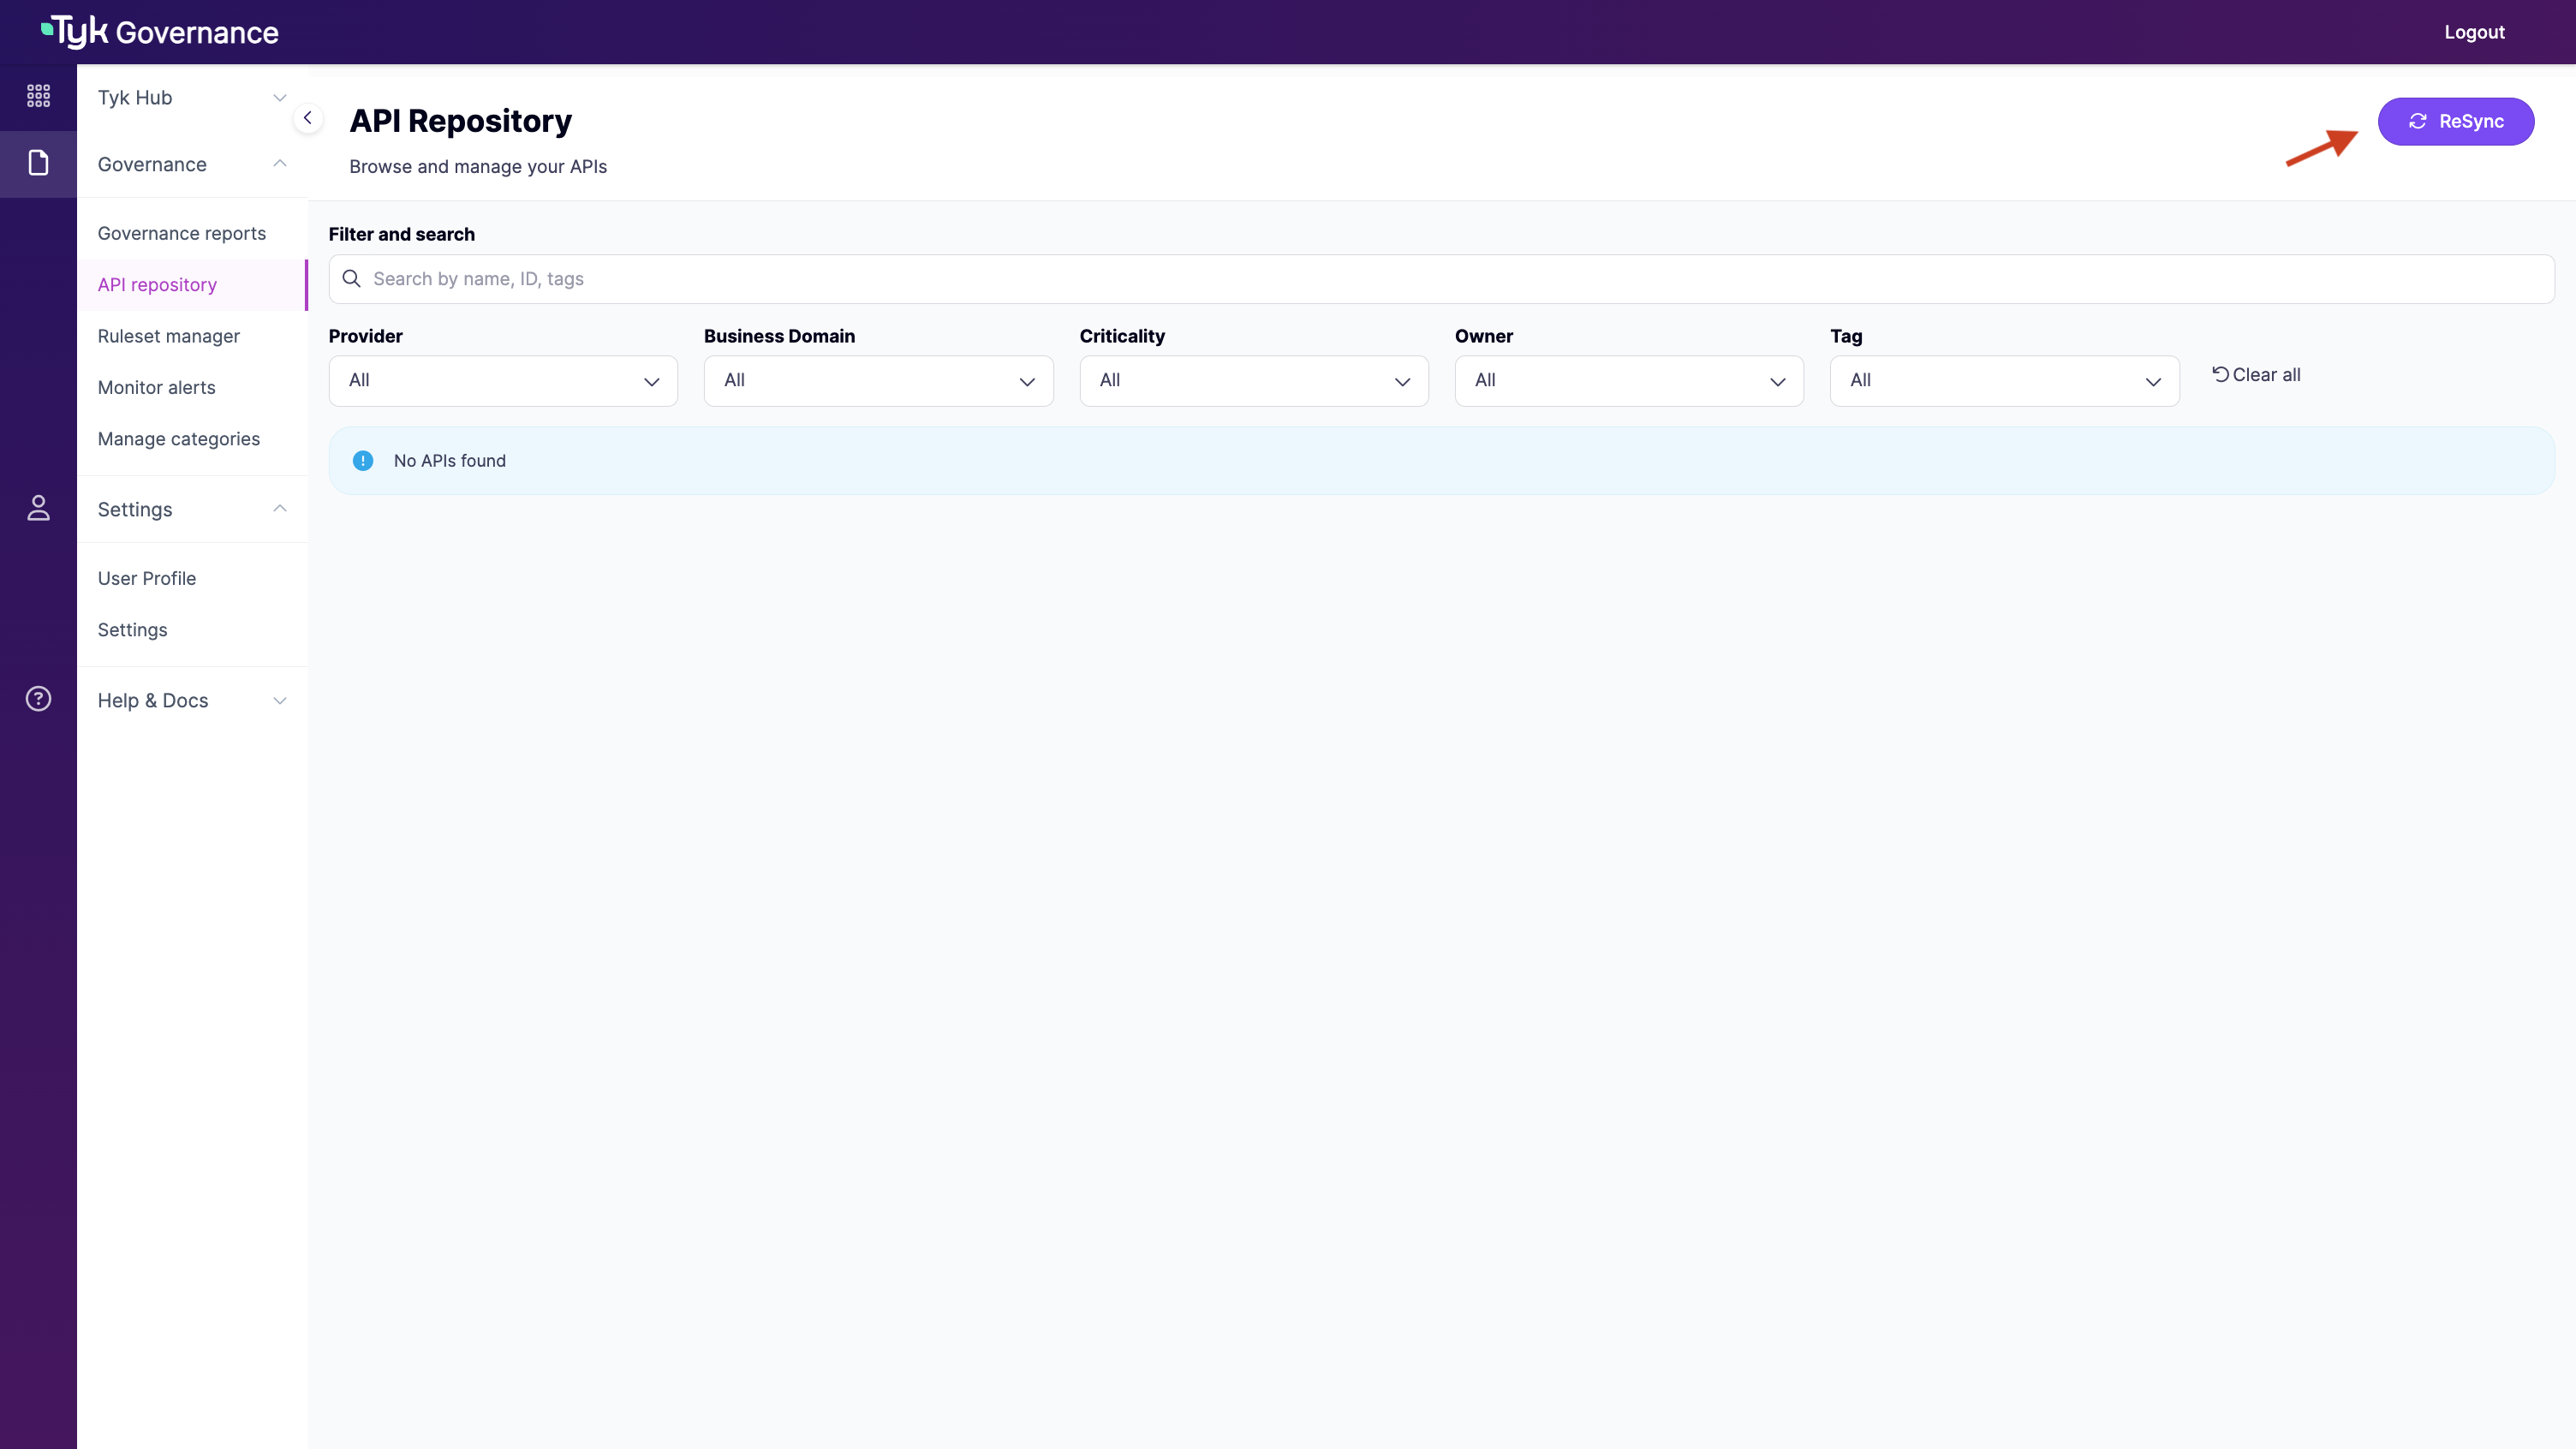 Tyk Governance
Logout
Tyk Hub
Governance
Governance reports
API repository
Ruleset manager
Monitor alerts
Manage categories
Settings
User Profile
Settings
Help & Docs
API Repository
Browse and manage your APIs
ReSync
Filter and search
Search by name, ID, tags
Provider Business Domain Criticality Owner Tag
All All All All All Clear all
No APIs found